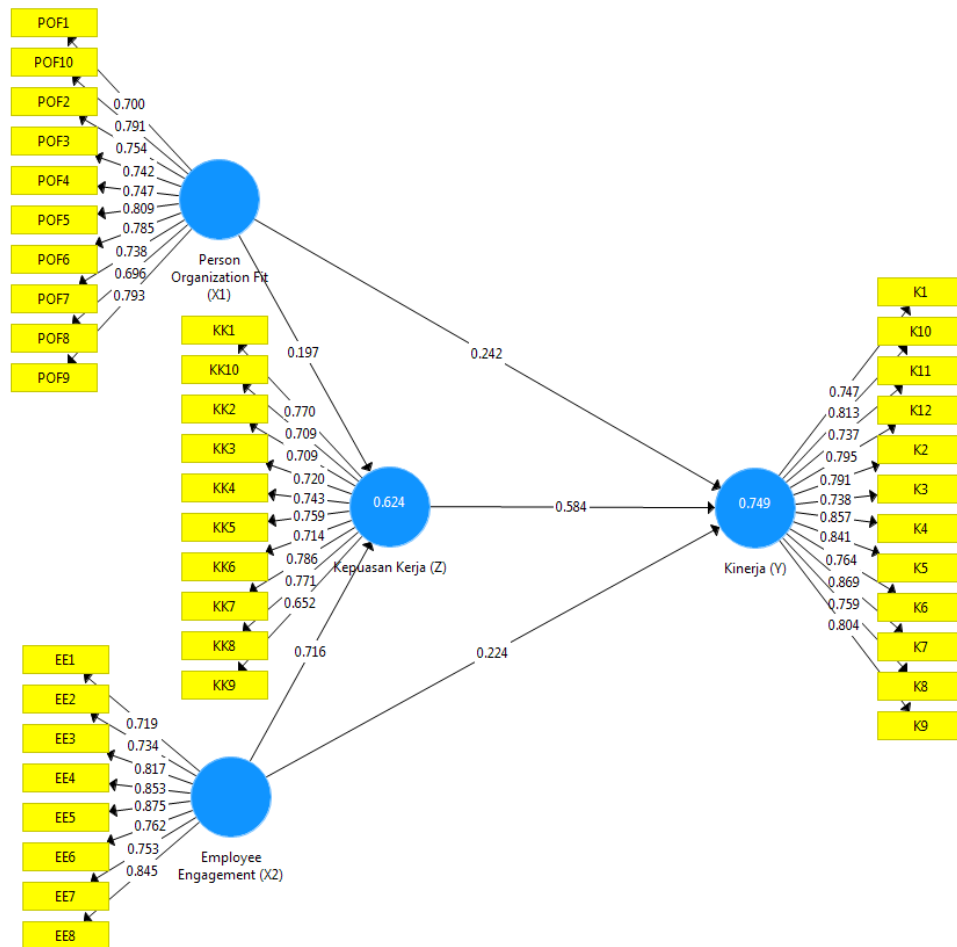 POF1
POF10
POF2
POF3
POF4
POF5
POF6
POF7
POF8
POF9
0.700
0.791
0.754
0.742
0.747
0.809
0.785
0.738
0.696
0.793
Person
Organization Fit
(X1)
0.197
0.242
KK1
KK10
KK2
KK3
KK4
KK5
KK6
KK7
KK8
KK9
0.770
0.709
0.709
0.720
0.743
0.759
0.714
0.786
0.771
0.652
0.624
Kepuasan Kerja (Z)
0.584
0.716
0.224
0.749
Kinerja (Y)
0.747
0.813
0.737
0.795
0.791
0.738
0.857
0.841
0.764
0.869
0.759
0.804
K1
K10
K11
K12
K2
K3
K4
K5
K6
K7
K8
K9
EE1
EE2
EE3
EE4
EE5
EE6
EE7
EE8
0.719
0.734
0.817
0.853
0.875
0.762
0.753
0.845
Employee
Engagement (X2)